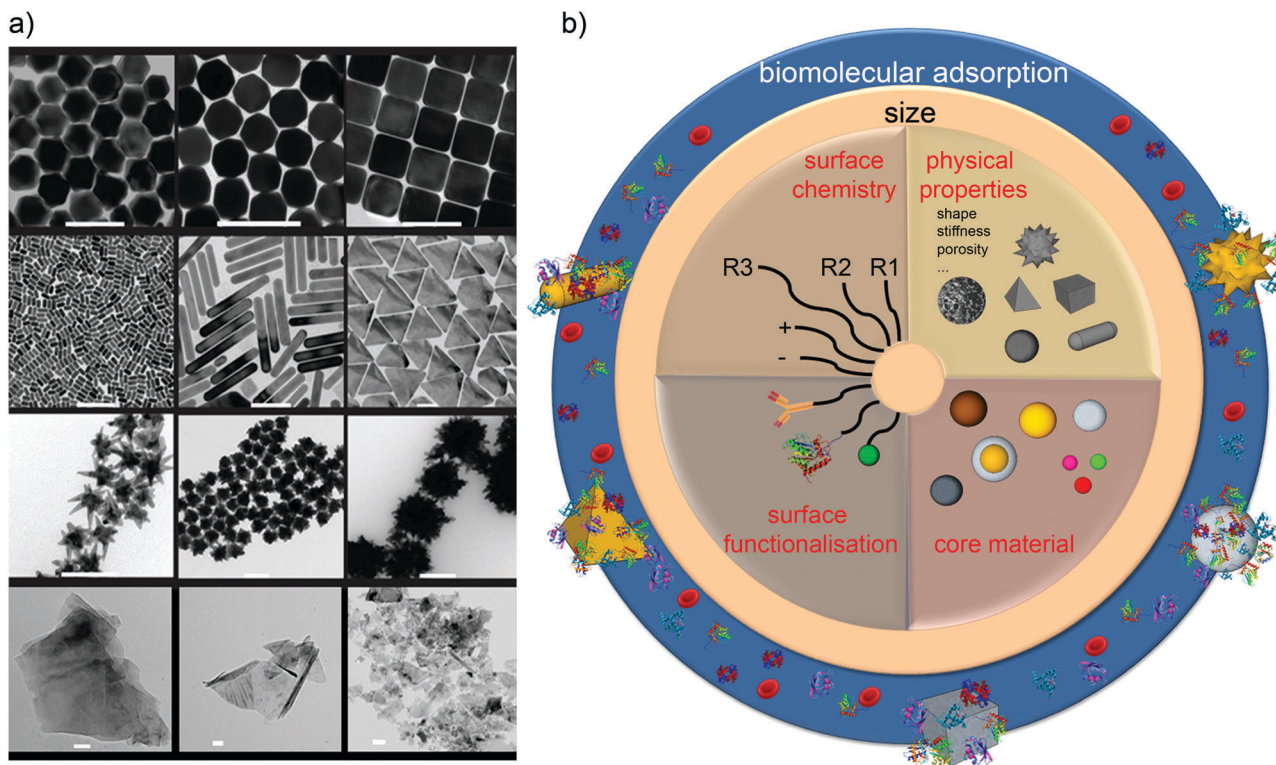 a)
b)
biomolecular adsorption
size
surface
chemistry
physical
properties
shape
stiffness
porosity
...
R3
R2
R1
+
-
surface
functionalisation
core material